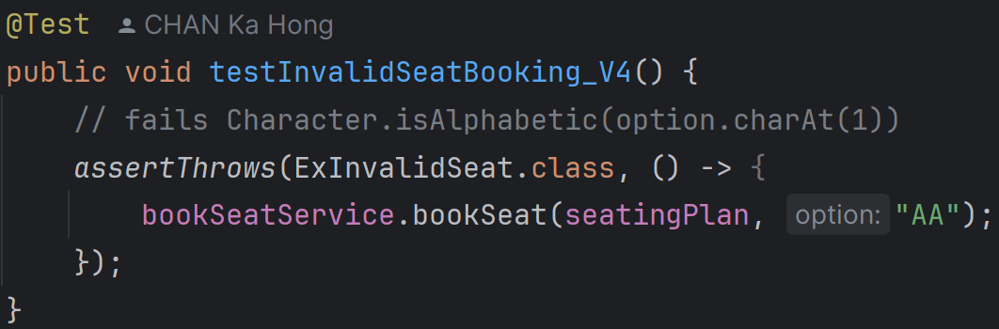 @Test CHAN Ka Hong
public void testInvalidSeatBooking_V4() {
// fails Character.isAlphabetic(option.charAt(1))
assertThrows(ExInvalidSeat.class, () -> {
bookSeatService.bookSeat(seatingPlan, option: "AA");
});
}